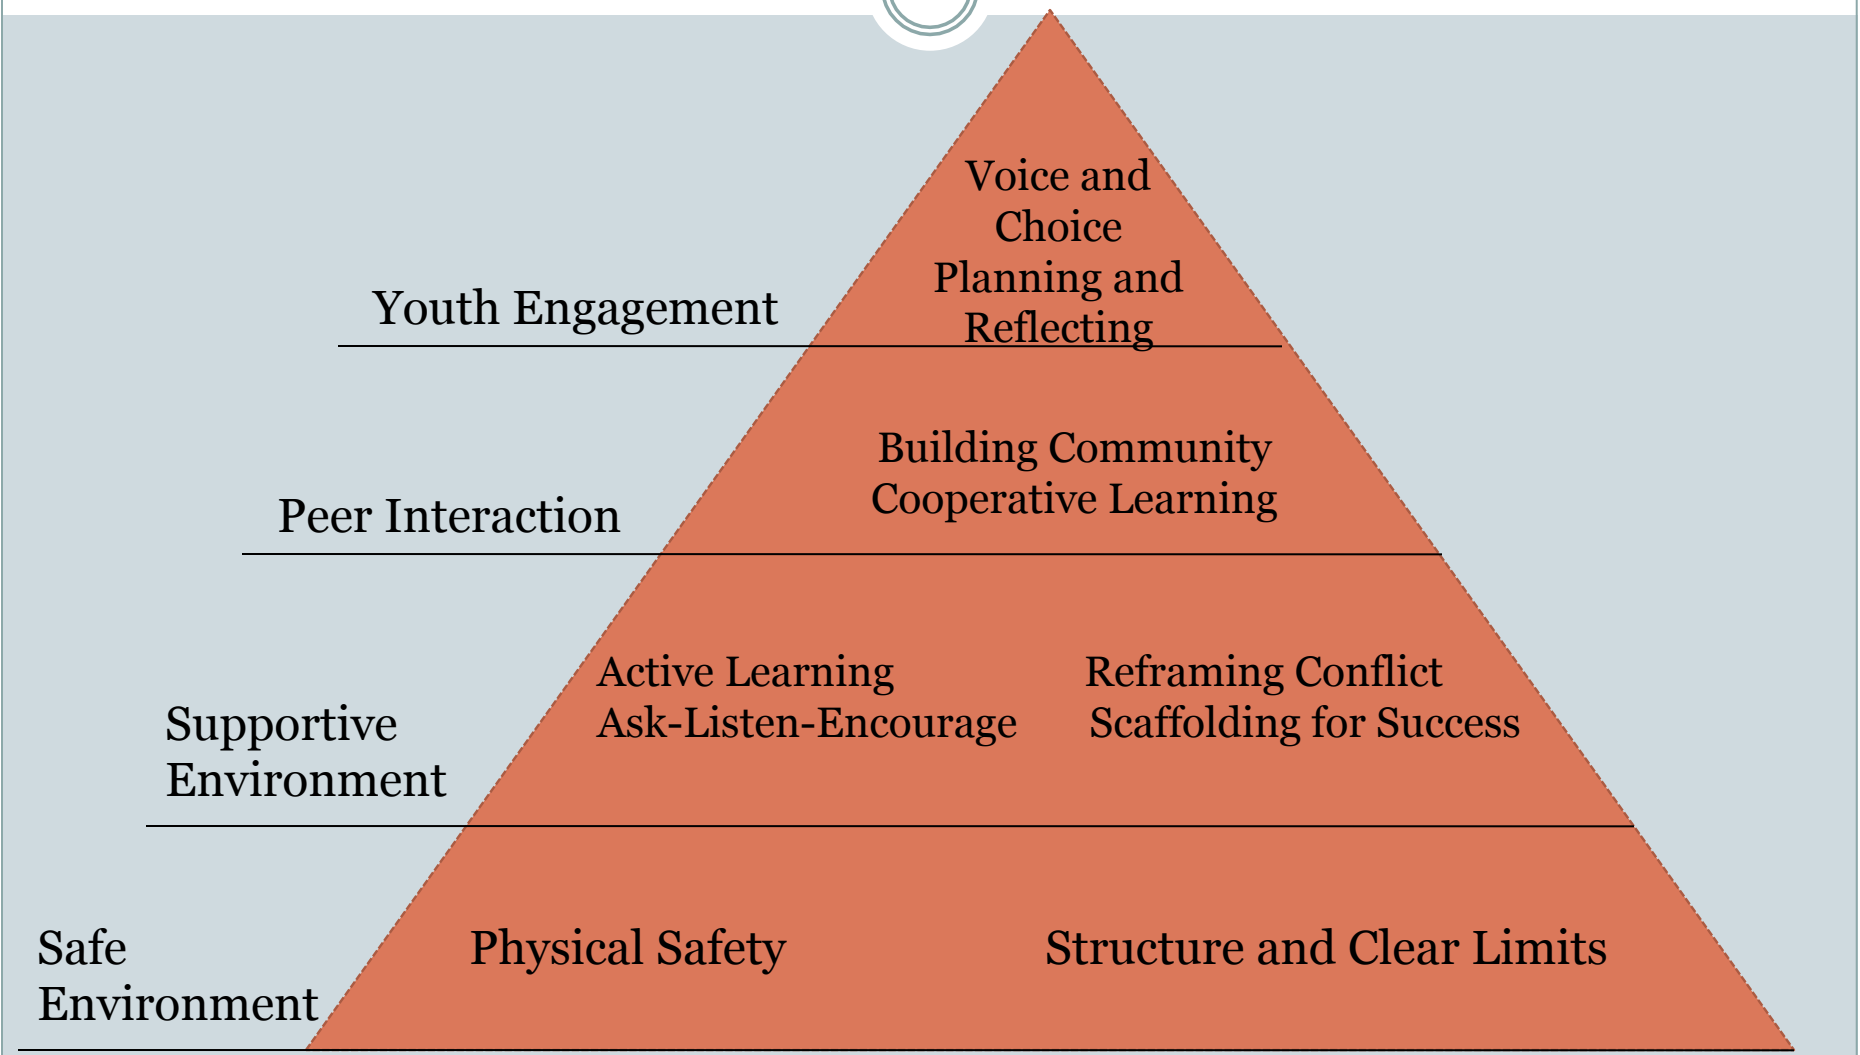 Voice and
Choice
Planning and
Reflecting
Youth Engagement
Building Community
Cooperative Learning
Peer Interaction
Active Learning Reframing Conflict
Ask-Listen-Encourage Scaffolding for Success
Supportive
Environment
Physical Safety Structure and Clear Limits
Safe
Environment